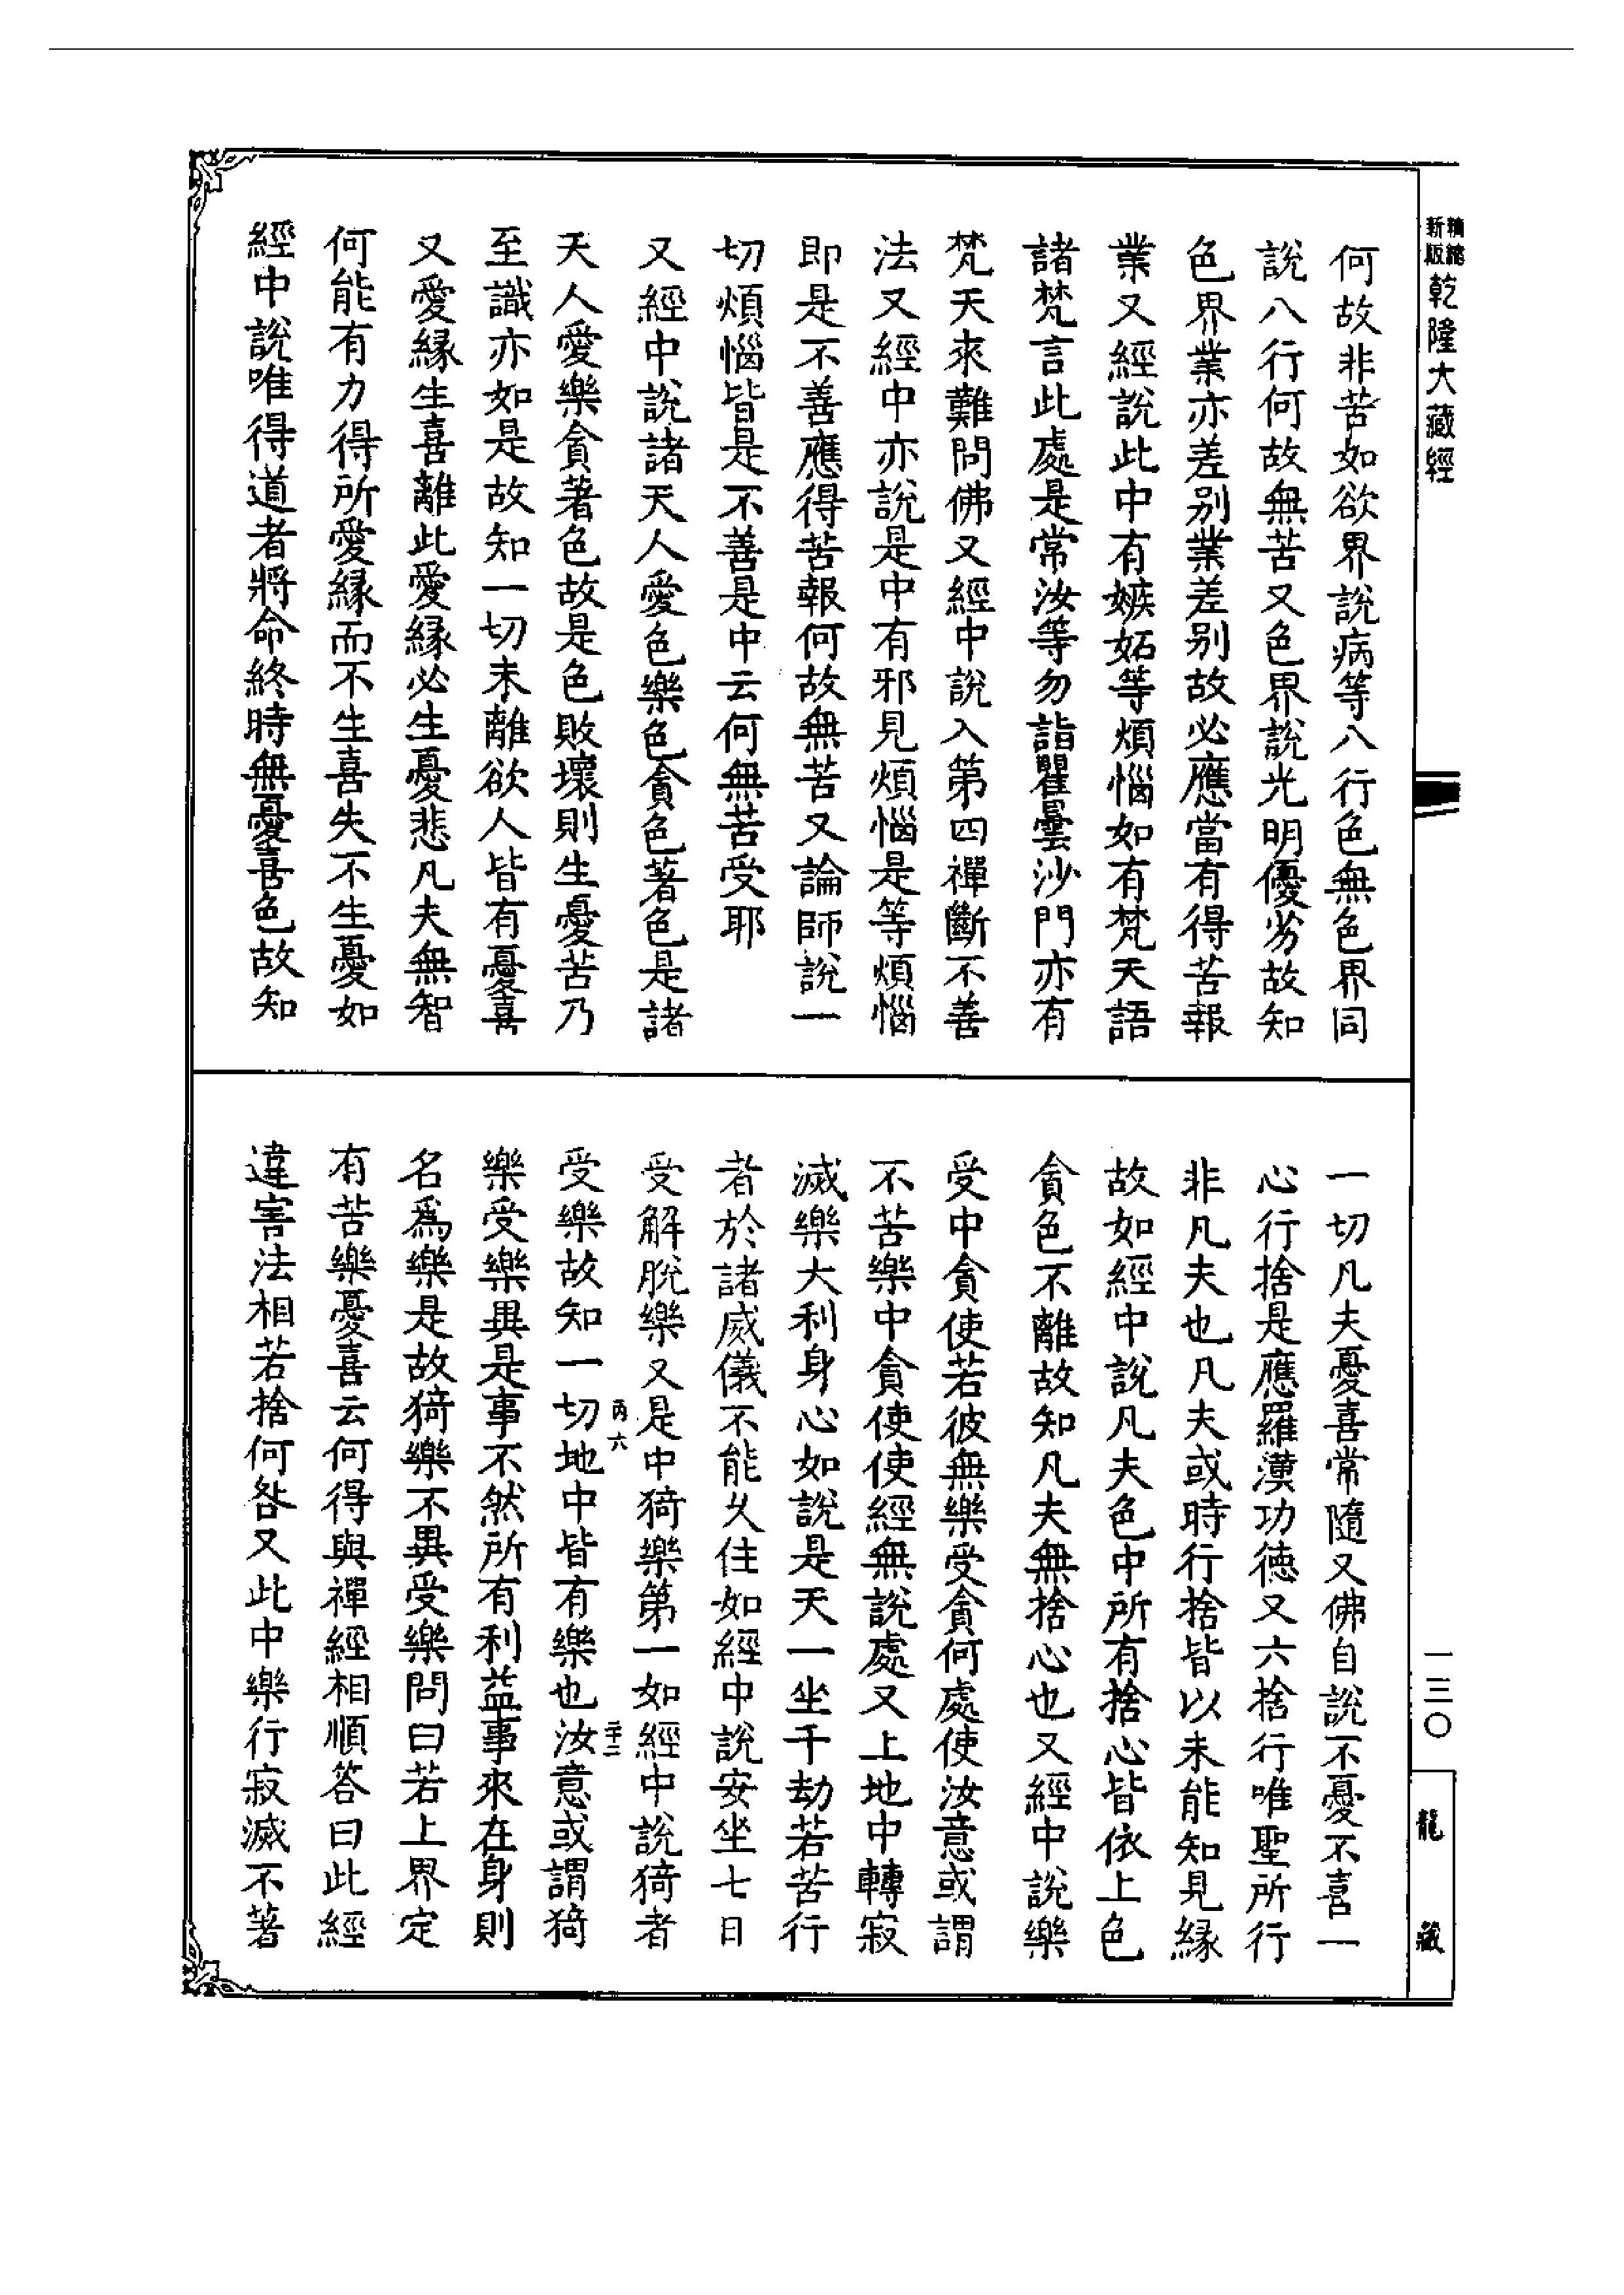 精縮
新版
乾隆大藏經
何故非苦如欲界說病等八行色無色界同
說八行何故無苦又色界說光明優劣故知
色界業亦差别業差别故必應當有得苦報
業又經說此中有嫉妬等煩惱如有梵天語
諸梵言此處是常汝等勿詣瞿曇沙門亦有
梵天來難問佛又經中說入第四禪斷不善
法又經中亦說是中有邪見煩惱是等煩惱
即是不善應得苦報何故無苦又論師說一
切煩惱皆是不善是中云何無苦受耶
又經中說諸天人愛色樂色貪色著色是諸
天人愛樂貪著色故是色敗壞則生憂苦乃
至識亦如是故知一切未離欲人皆有憂喜
又愛緣生喜離此愛緣必生憂悲凡夫無智
何能有力得所愛緣而不生喜失不生憂如
經中說唯得道者將命終時無憂喜色故知
一切凡夫憂喜常隨又佛自說不憂不喜一
心行捨是應羅漢功德又六捨行唯聖所行
非凡夫也凡夫或時行捨皆以未能知見緣
故如經中說凡夫色中所有捨心皆依上色
貪色不離故知凡夫無捨心也又經中說樂
受中貪使若彼無樂受貪何處使汝意或謂
不苦樂中貪使使經無說處又上地中轉寂
滅樂大利身心如說是天一坐千劫若苦行
者於諸威儀不能久住如經中說安坐七日
受解脫樂又是中猗樂第一如經中說猗者
受樂故知一切地中皆有樂也汝意或謂猗
樂受樂異是事不然所有利益事來在身則
名爲樂是故猗樂不異受樂問曰若上界定
有苦樂憂喜云何得與禪經相順答曰此經
違害法相若捨何咎又此中樂行寂滅不著
丙六
二十二
一三〇
龍藏